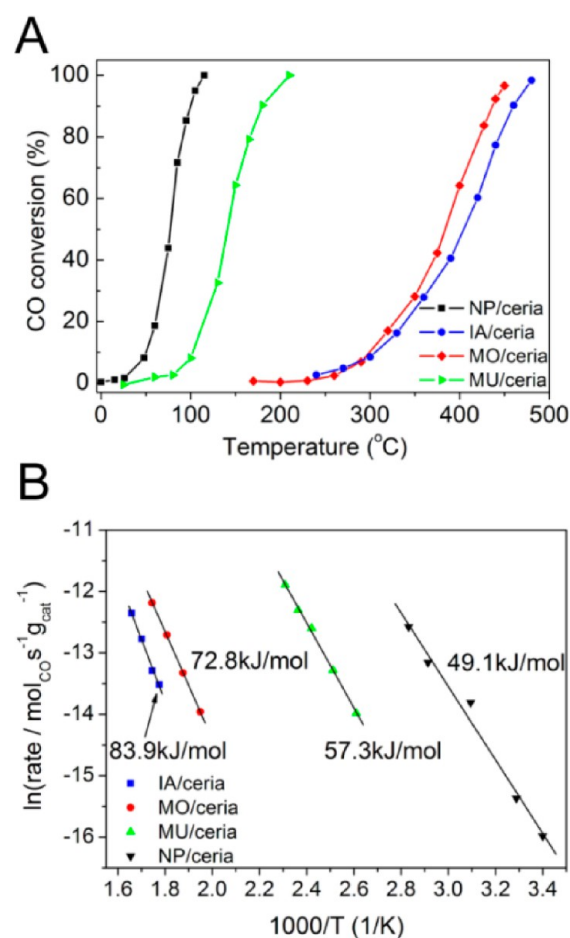 A
CO conversion (%)
100
80
60
40
20
0
NP/ceria
IA/ceria
MO/ceria
MU/ceria
0 100 200 300 400 500
Temperature (°C)
B
ln(rate / mol_CO s⁻¹ g_cat⁻¹)
-11
-12
-13
-14
-15
-16
72.8kJ/mol
49.1kJ/mol
83.9kJ/mol
57.3kJ/mol
IA/ceria
MO/ceria
MU/ceria
NP/ceria
1.6 1.8 2.0 2.2 2.4 2.6 2.8 3.0 3.2 3.4
1000/T (1/K)